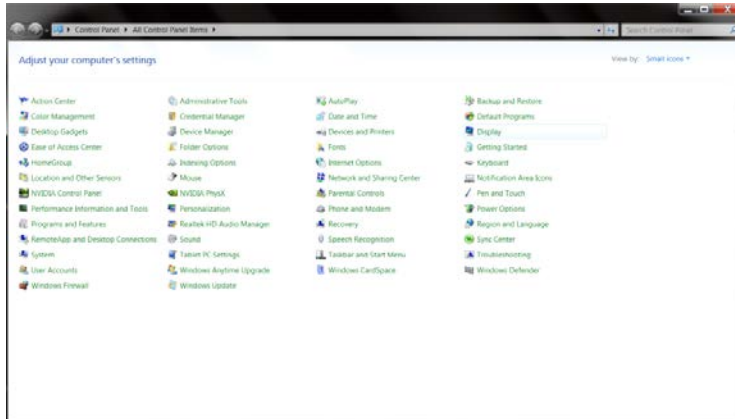 Control Panel ▸ All Control Panel Items ▸ Search Control Panel
Adjust your computer's settings View by: Small icons
Action Center Administrative Tools AutoPlay Backup and Restore
Color Management Credential Manager Date and Time Default Programs
Desktop Gadgets Device Manager Devices and Printers Display
Ease of Access Center Folder Options Fonts Getting Started
HomeGroup Indexing Options Internet Options Keyboard
Location and Other Sensors Mouse Network and Sharing Center Notification Area Icons
NVIDIA Control Panel NVIDIA PhysX Parental Controls Pen and Touch
Performance Information and Tools Personalization Phone and Modem Power Options
Programs and Features Realtek HD Audio Manager Recovery Region and Language
RemoteApp and Desktop Connections Sound Speech Recognition Sync Center
System Tablet PC Settings Taskbar and Start Menu Troubleshooting
User Accounts Windows Anytime Upgrade Windows CardSpace Windows Defender
Windows Firewall Windows Update